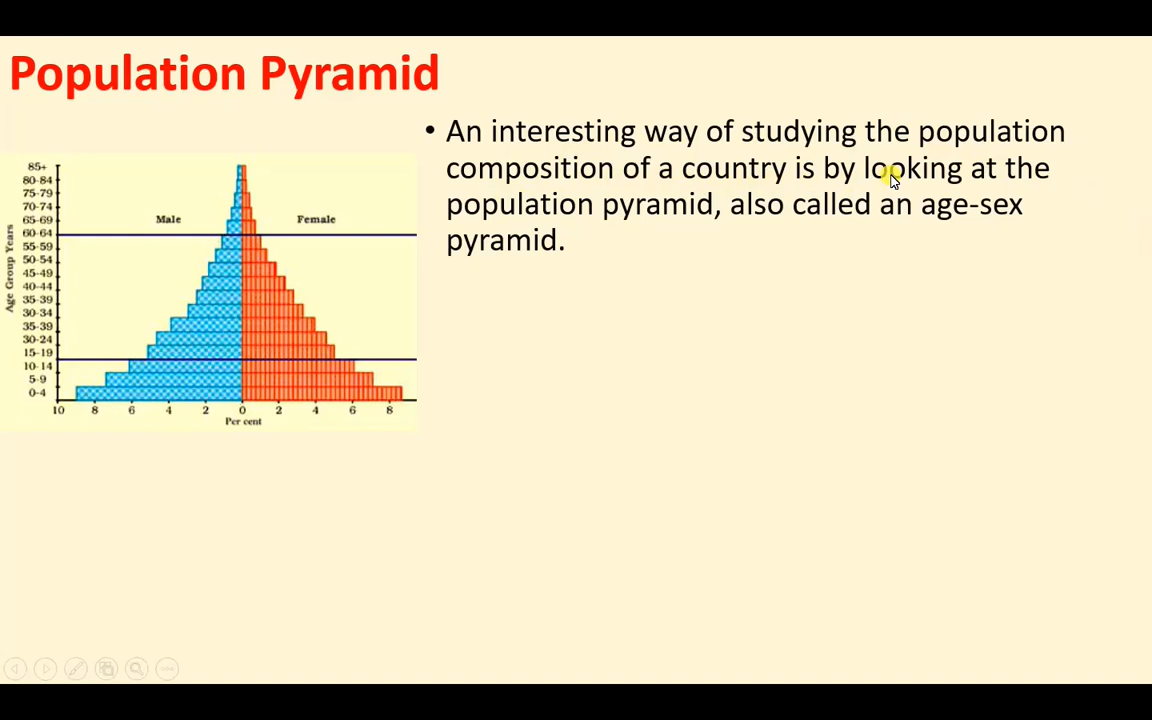 Population Pyramid
• An interesting way of studying the population
composition of a country is by looking at the
population pyramid, also called an age-sex
pyramid.
Age Group Years
85+
80-84
75-79
70-74
65-69
60-64
55-59
50-54
45-49
40-44
35-39
30-34
35-39
30-24
15-19
10-14
5-9
0-4
Male
Female
10 8 6 4 2 0 2 4 6 8
Per cent